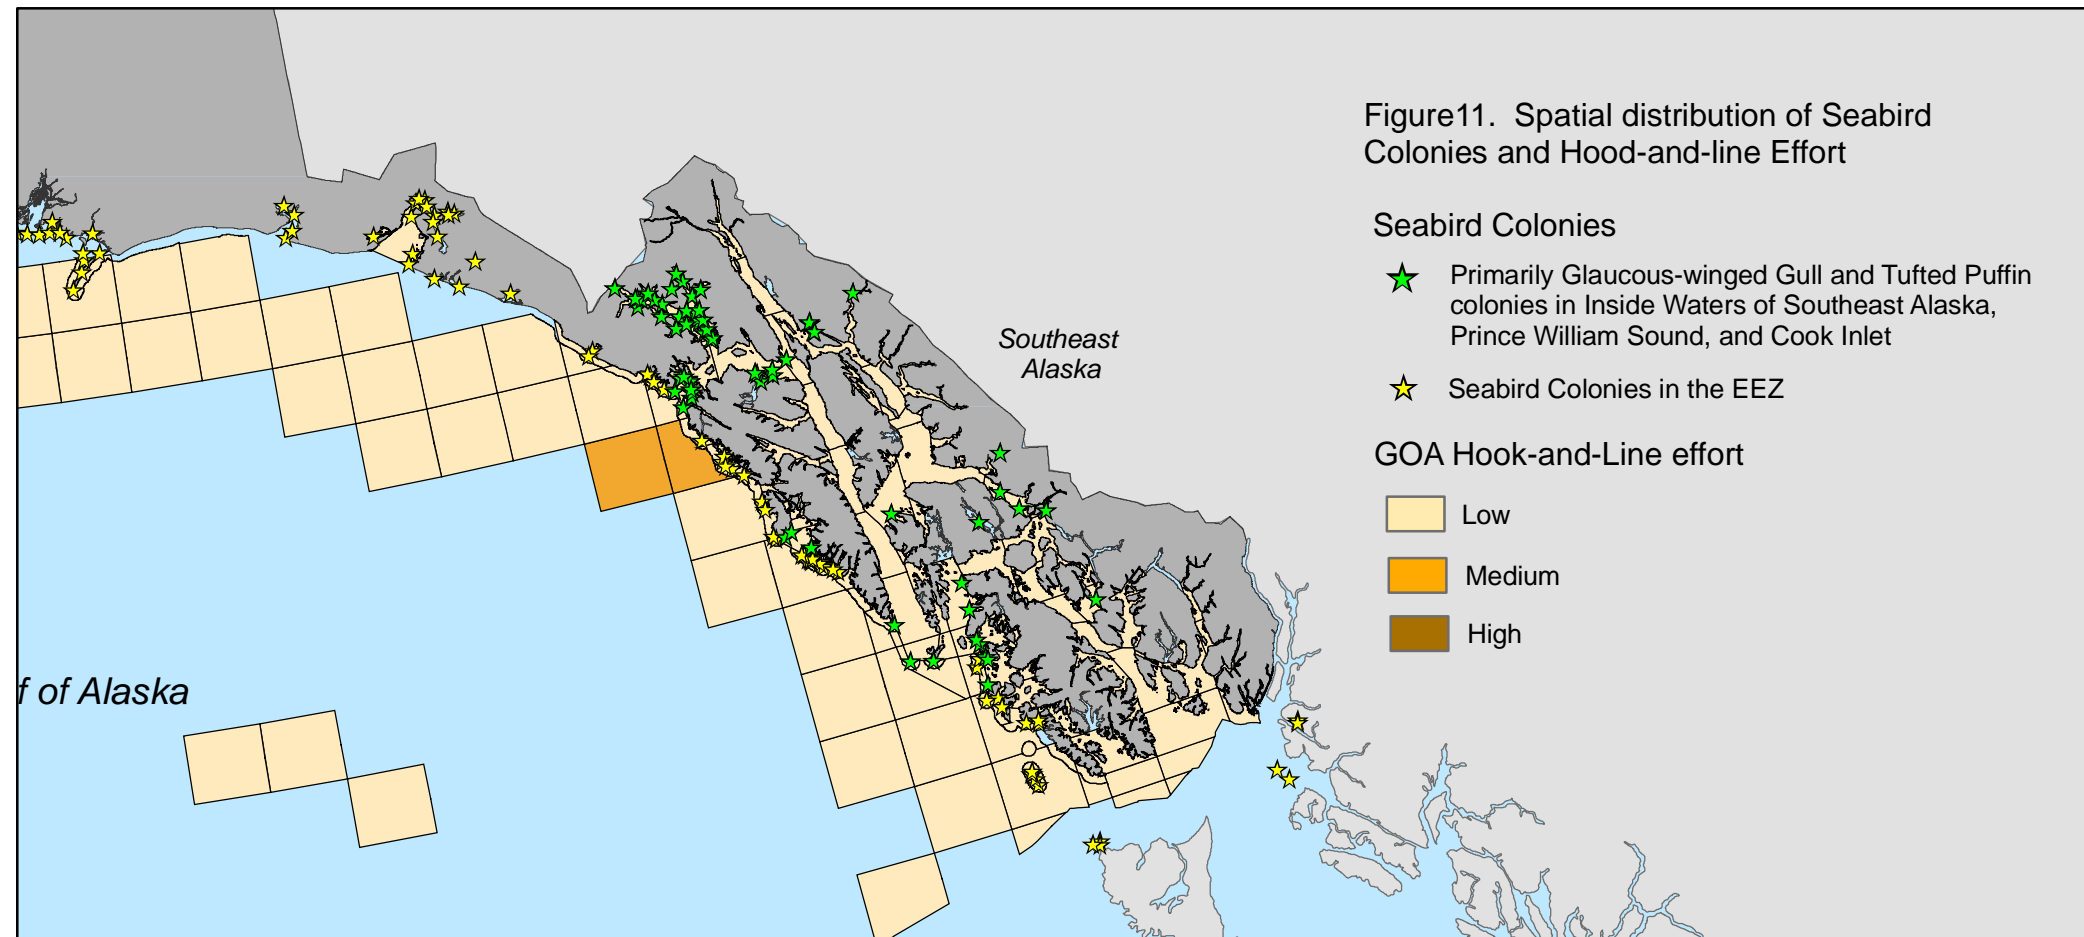 Figure11.  Spatial distribution of Seabird
Colonies and Hood-and-line Effort
Seabird Colonies
Primarily Glaucous-winged Gull and Tufted Puffin
colonies in Inside Waters of Southeast Alaska,
Prince William Sound, and Cook Inlet
Seabird Colonies in the EEZ
GOA Hook-and-Line effort
Low
Medium
High
Southeast
Alaska
f of Alaska